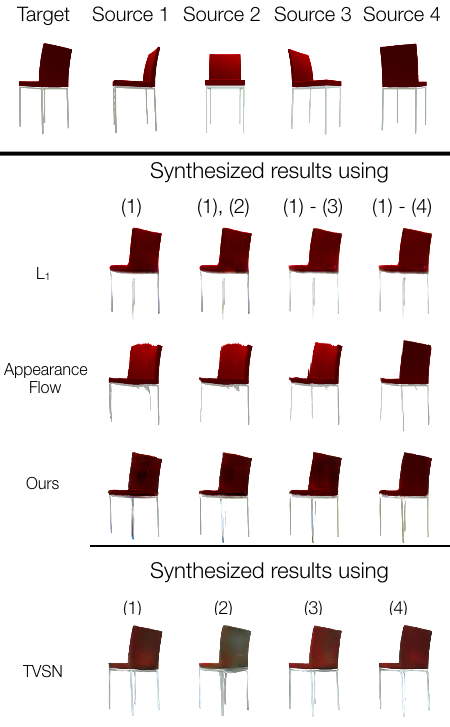 Target Source 1 Source 2 Source 3 Source 4
Synthesized results using
(1) (1), (2) (1) - (3) (1) - (4)
L₁
Appearance
Flow
Ours
Synthesized results using
(1) (2) (3) (4)
TVSN